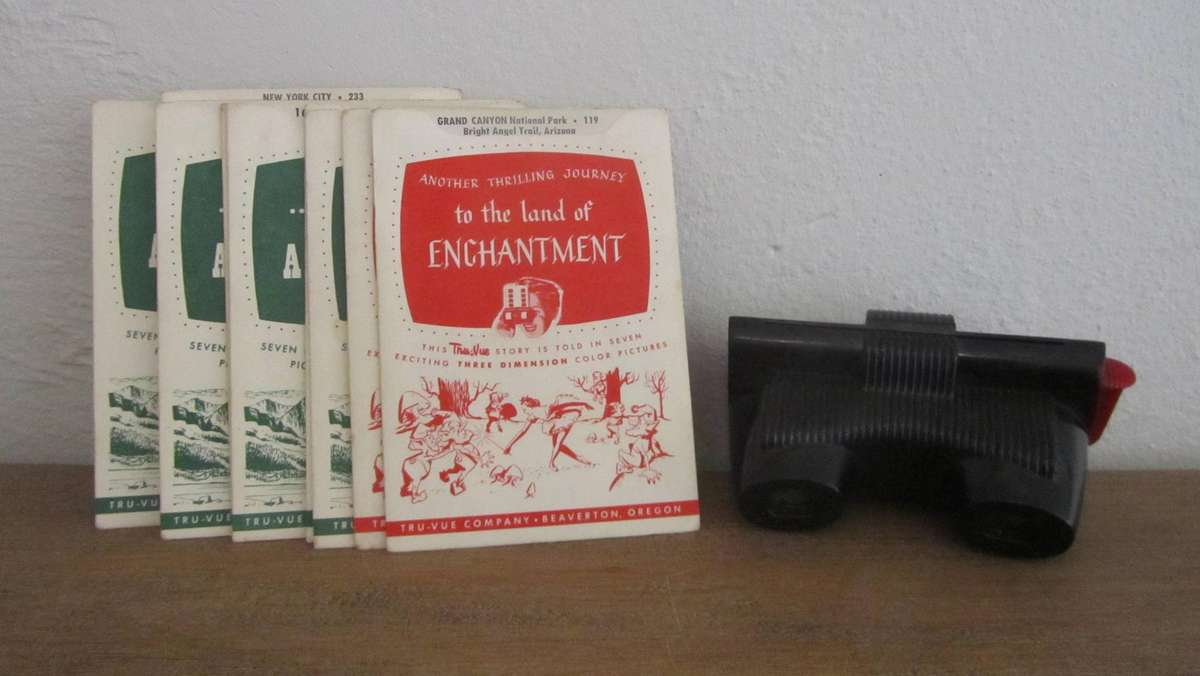 NEW YORK CITY • 233
SEVEN
TRU-VU
SEVEN
TRU-VUE
A
SEVEN
PIC
TRU-VUE
GRAND CANYON National Park • 119
Bright Angel Trail, Arizona
ANOTHER THRILLING JOURNEY
to the land of
ENCHANTMENT
THIS Tru-Vue STORY IS TOLD IN SEVEN
EXCITING THREE DIMENSION COLOR PICTURES
TRU-VUE COMPANY • BEAVERTON, OREGON